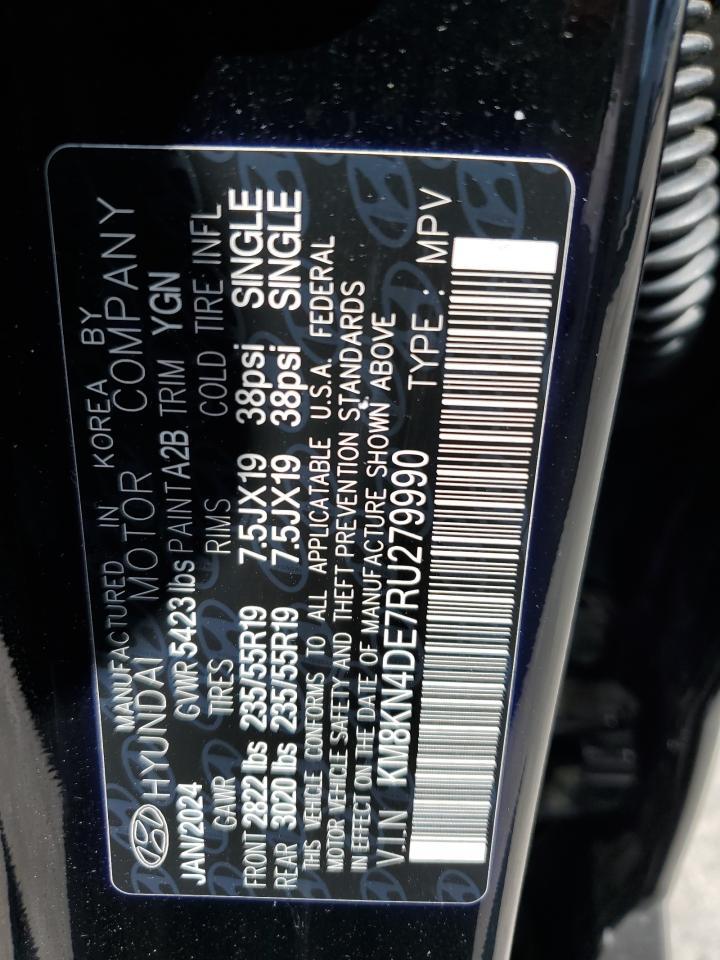 MANUFACTURED IN KOREA BY
HYUNDAI MOTOR COMPANY
JAN/2024 GVWR 5423 lbs PAINT A2B TRIM YGN
GAWR TIRES RIMS COLD TIRE INFL
FRONT 2822 lbs 235/55R19 7.5JX19 38psi SINGLE
REAR 3020 lbs 235/55R19 7.5JX19 38psi SINGLE
THIS VEHICLE CONFORMS TO ALL APPLICATABLE U.S.A. FEDERAL
MOTOR VEHICLE SAFETY AND THEFT PREVENTION STANDARDS
IN EFFECT ON THE DATE OF MANUFACTURE SHOWN ABOVE
V.I.N KM8KN4DE7RU279990 TYPE : MPV